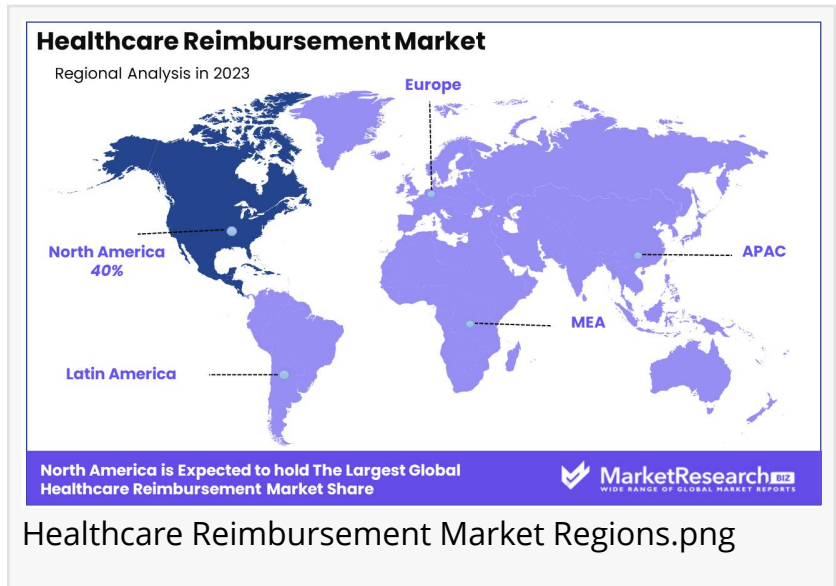 Healthcare Reimbursement Market
Regional Analysis in 2023
Europe
North America
40%
APAC
MEA
Latin America
North America is Expected to hold The Largest Global
Healthcare Reimbursement Market Share
MarketResearch BIZ
WIDE RANGE OF GLOBAL MARKET REPORTS
Healthcare Reimbursement Market Regions.png